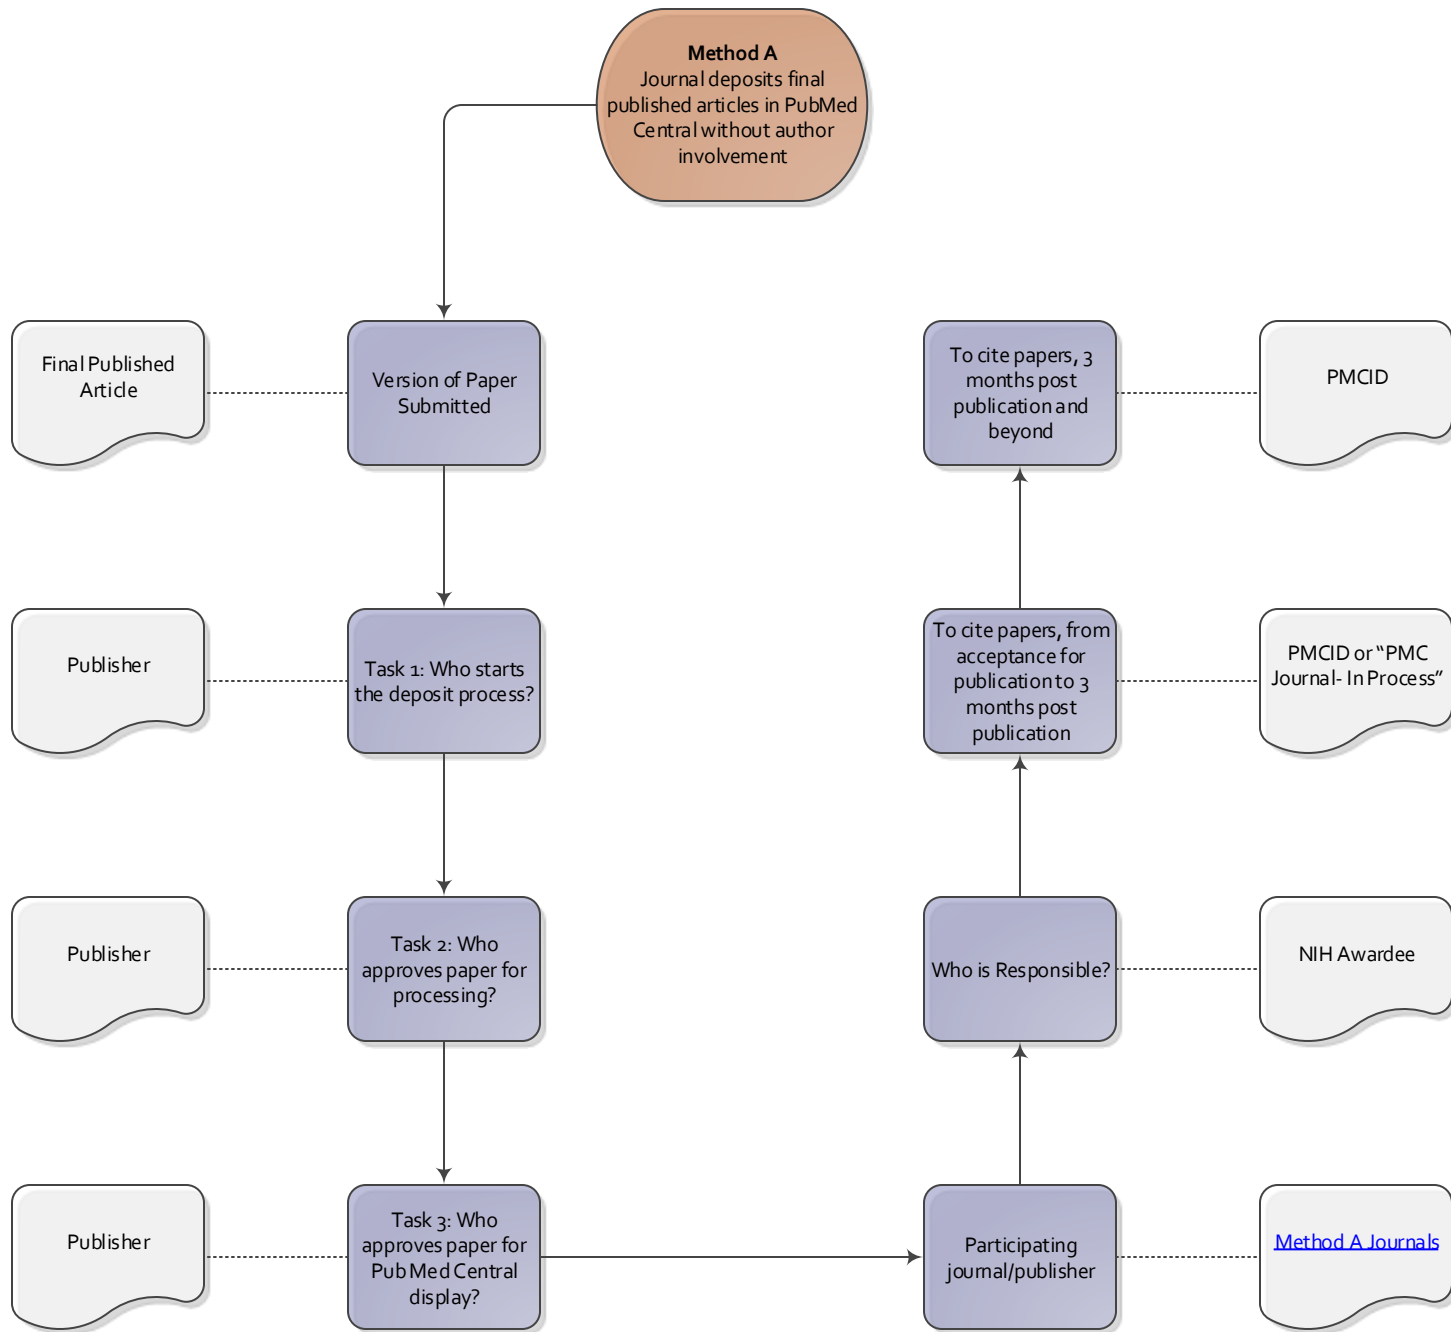 Method A
Journal deposits final
published articles in PubMed
Central without author
involvement
Final Published
Article
Version of Paper
Submitted
To cite papers, 3
months post
publication and
beyond
PMCID
Publisher
Task 1: Who starts
the deposit process?
To cite papers, from
acceptance for
publication to 3
months post
publication
PMCID or “PMC
Journal- In Process”
Publisher
Task 2: Who
approves paper for
processing?
Who is Responsible?
NIH Awardee
Publisher
Task 3: Who
approves paper for
PubMed Central
display?
Participating
journal/publisher
Method A Journals